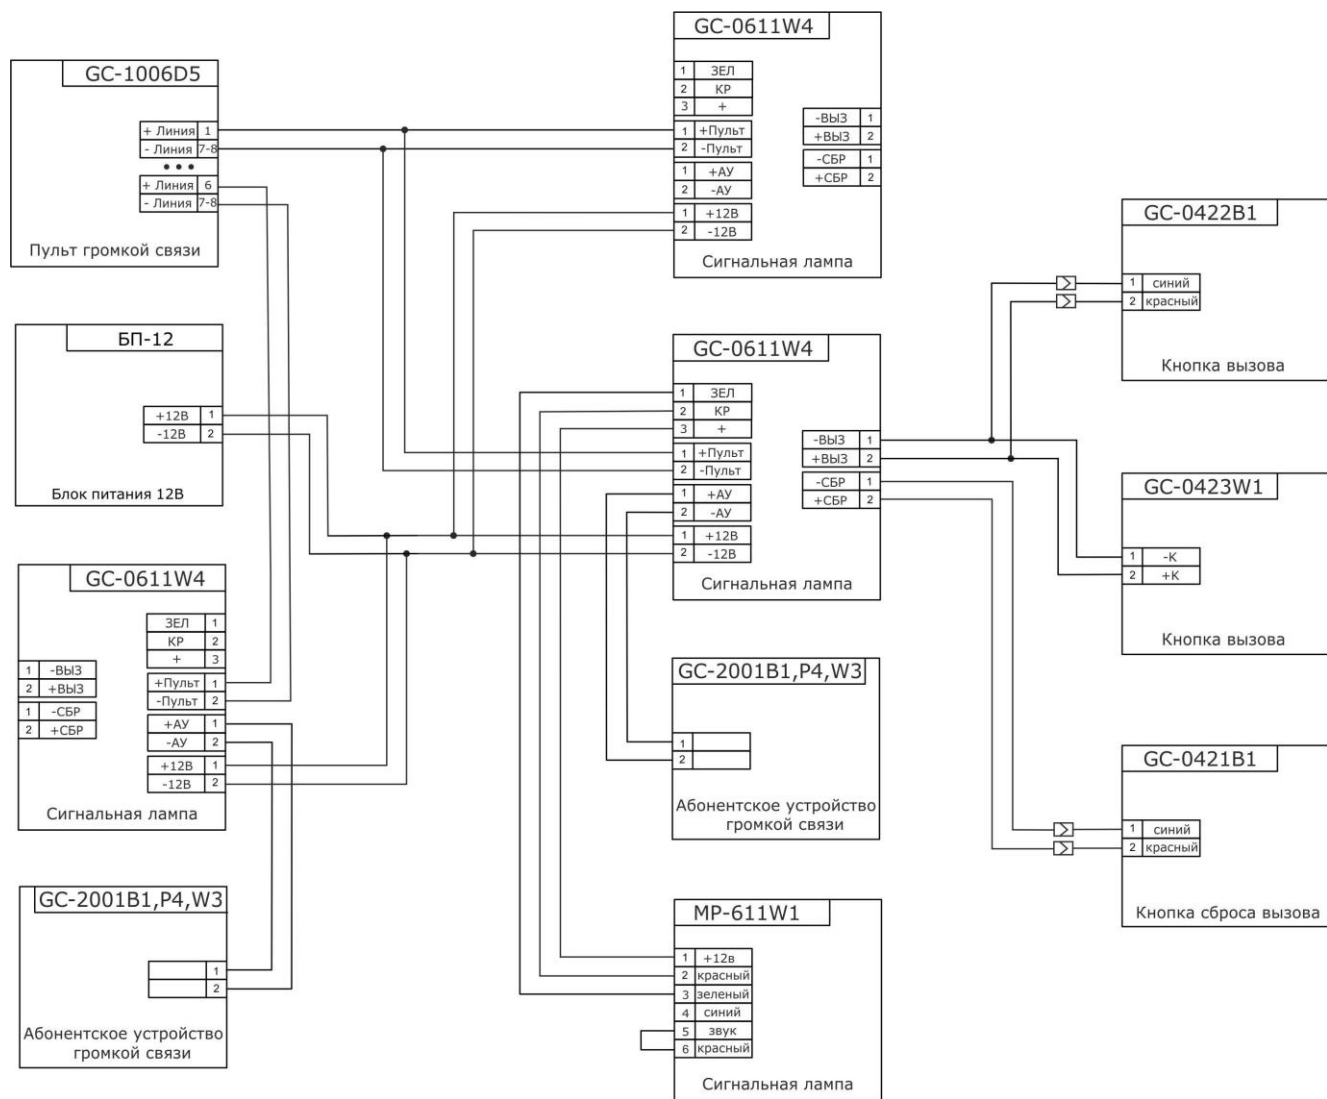 GC-1006D5
+ Линия 1
- Линия 7-8
•••
+ Линия 6
- Линия 7-8
Пульт громкой связи
БП-12
+12В 1
-12В 2
Блок питания 12В
GC-0611W4
ЗЕЛ 1
КР 2
+ 3
1 -ВЫЗ
2 +ВЫЗ
+Пульт 1
-Пульт 2
1 -СБР
2 +СБР
+АУ 1
-АУ 2
+12В 1
-12В 2
Сигнальная лампа
GC-2001B1,P4,W3
1
2
Абонентское устройство
громкой связи
GC-0611W4
1 ЗЕЛ
2 КР
3 +
1 +Пульт
2 -Пульт
1 +АУ
2 -АУ
1 +12В
2 -12В
-ВЫЗ 1
+ВЫЗ 2
-СБР 1
+СБР 2
Сигнальная лампа
GC-0611W4
1 ЗЕЛ
2 КР
3 +
1 +Пульт
2 -Пульт
1 +АУ
2 -АУ
1 +12В
2 -12В
-ВЫЗ 1
+ВЫЗ 2
-СБР 1
+СБР 2
Сигнальная лампа
GC-2001B1,P4,W3
1
2
Абонентское устройство
громкой связи
MP-611W1
1 +12в
2 красный
3 зеленый
4 синий
5 звук
6 красный
Сигнальная лампа
GC-0422B1
1 синий
2 красный
Кнопка вызова
GC-0423W1
1 -К
2 +К
Кнопка вызова
GC-0421B1
1 синий
2 красный
Кнопка сброса вызова